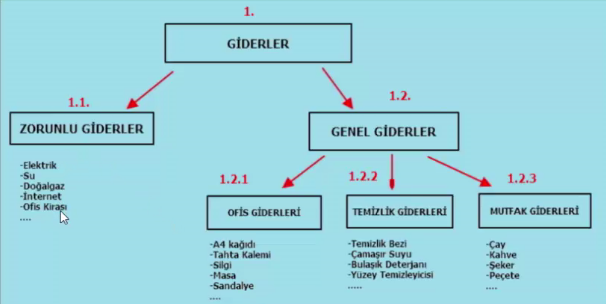 1.
GİDERLER
1.1.
1.2.
ZORUNLU GİDERLER
GENEL GİDERLER
-Elektrik
-Su
-Doğalgaz
-İnternet
-Ofis Kirası
....
1.2.1
1.2.2
1.2.3
OFİS GİDERLERİ
TEMİZLİK GİDERLERİ
MUTFAK GİDERLERİ
-A4 kağıdı
-Tahta Kalemi
-Silgi
-Masa
-Sandalye
....
-Temizlik Bezi
-Çamaşır Suyu
-Bulaşık Deterjanı
-Yüzey Temizleyicisi
.....
-Çay
-Kahve
-Şeker
-Peçete
....